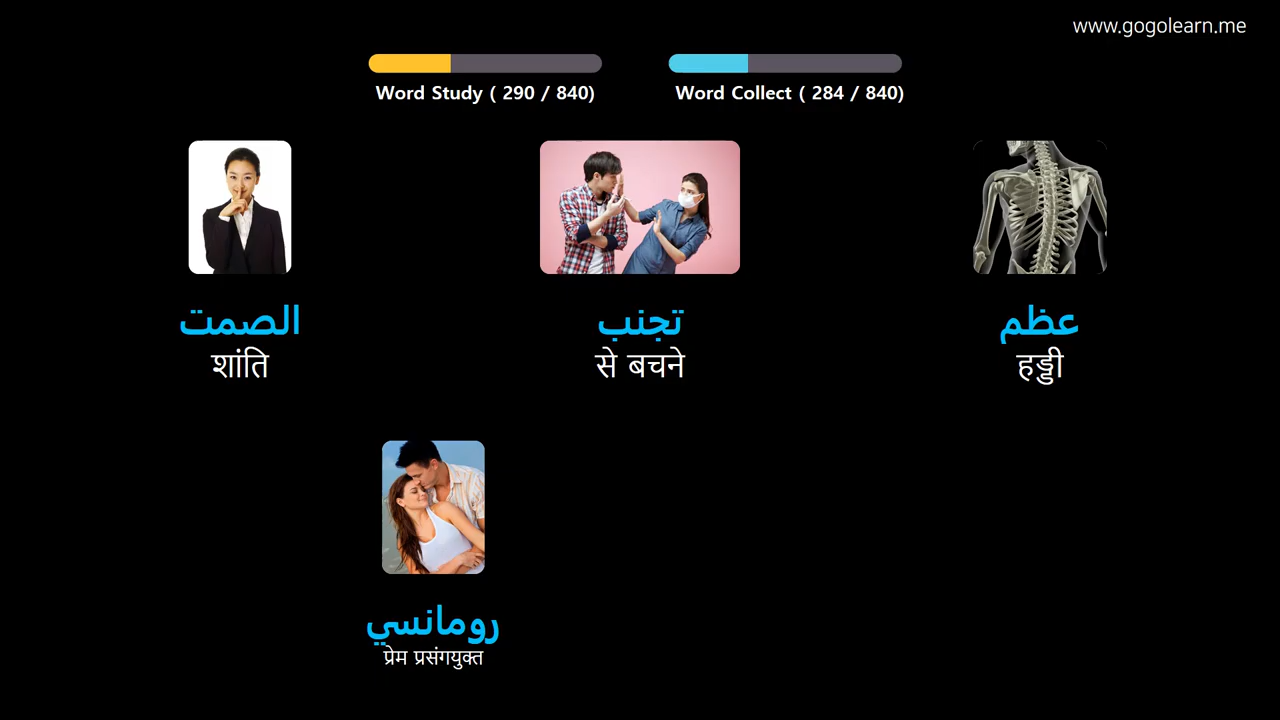 www.gogolearn.me
Word Study ( 290 / 840)
Word Collect ( 284 / 840)
الصمت
शांति
تجنب
से बचने
عظم
हड्डी
رومانسي
प्रेम प्रसंगयुक्त